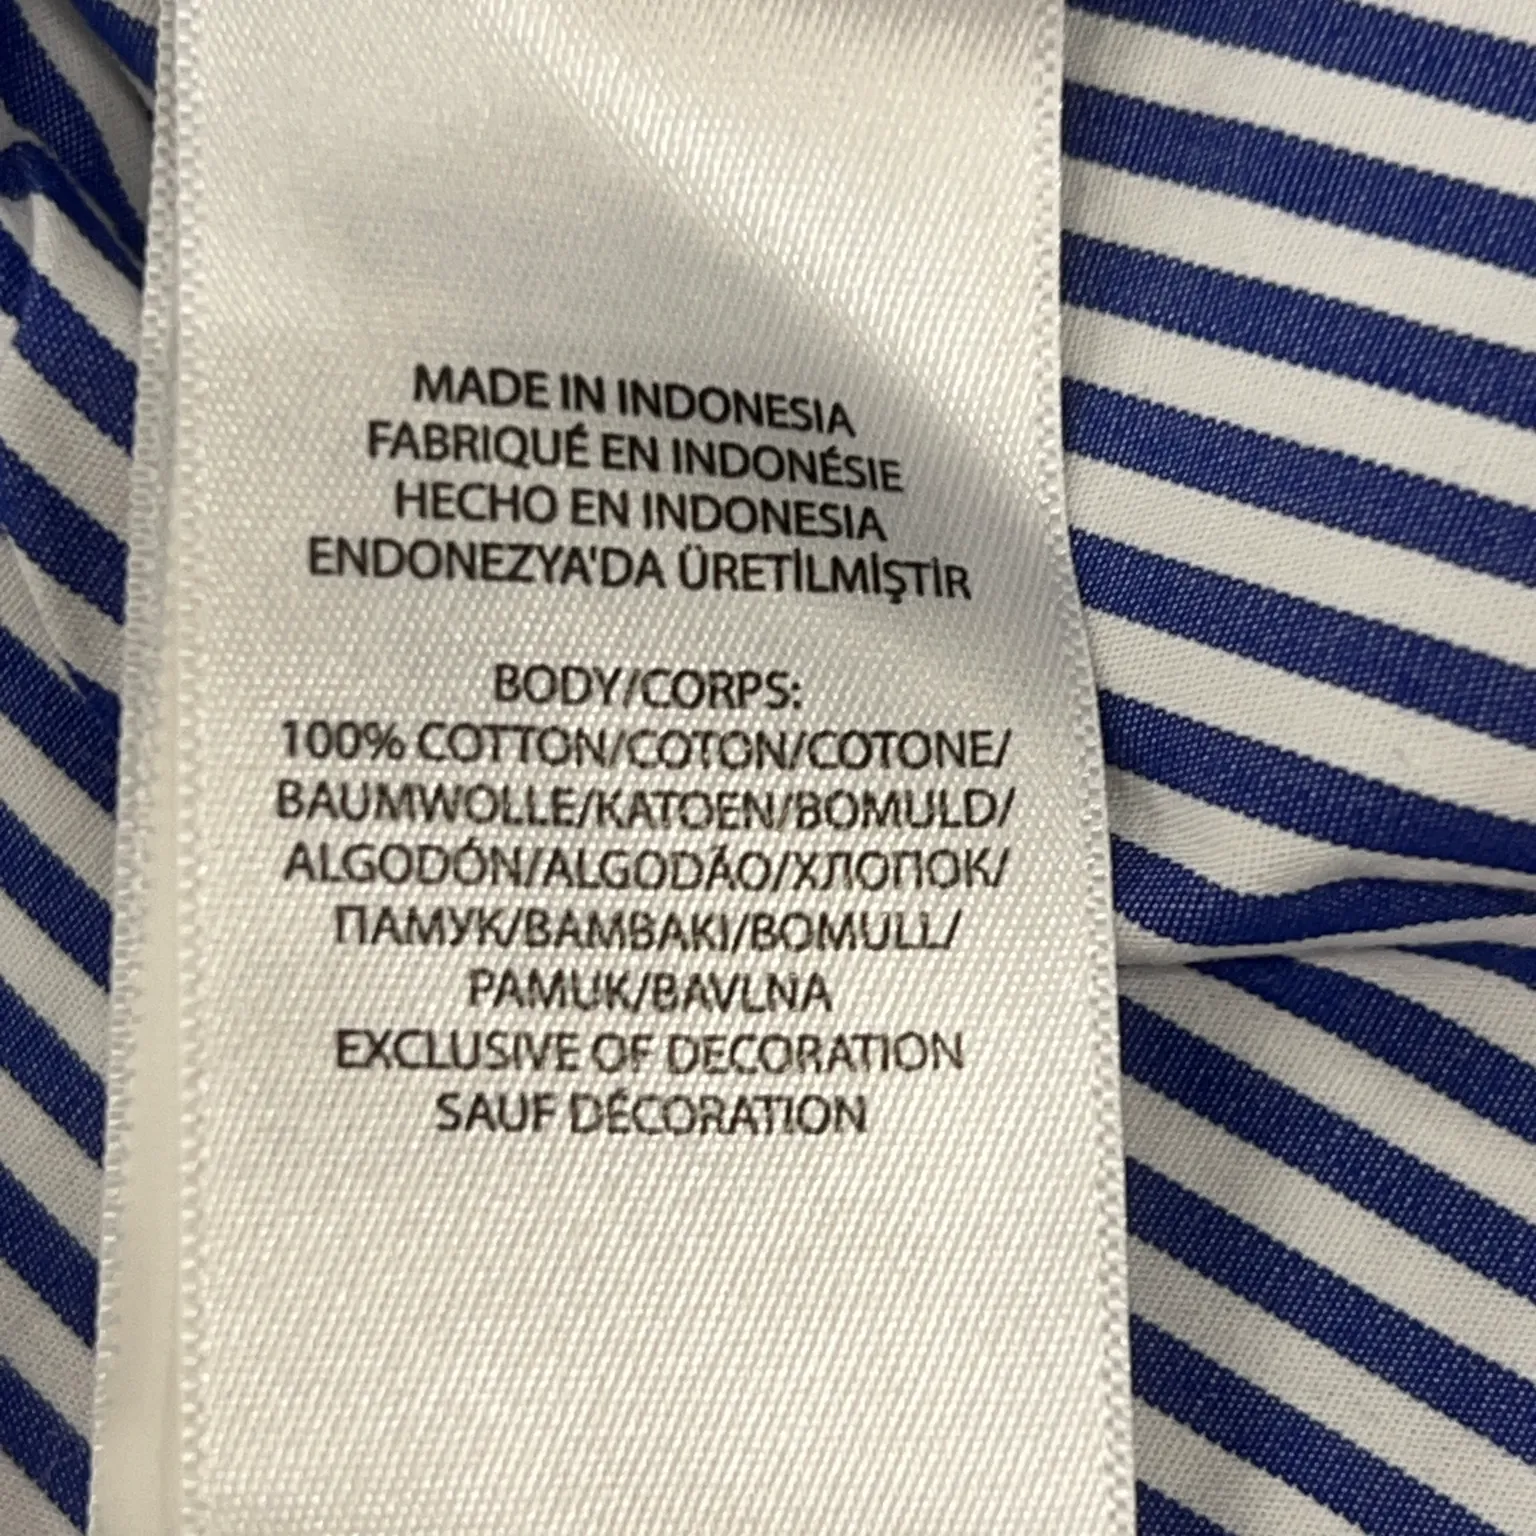 MADE IN INDONESIA
FABRIQUÉ EN INDONÉSIE
HECHO EN INDONESIA
ENDONEZYA'DA ÜRETİLMİŞTİR
BODY/CORPS:
100% COTTON/COTON/COTONE/
BAUMWOLLE/KATOEN/BOMULD/
ALGODÓN/ALGODÃO/ХЛОПОК/
ПАМУК/ΒΑΜΒΑΚΙ/BOMULL/
PAMUK/BAVLNA
EXCLUSIVE OF DECORATION
SAUF DÉCORATION